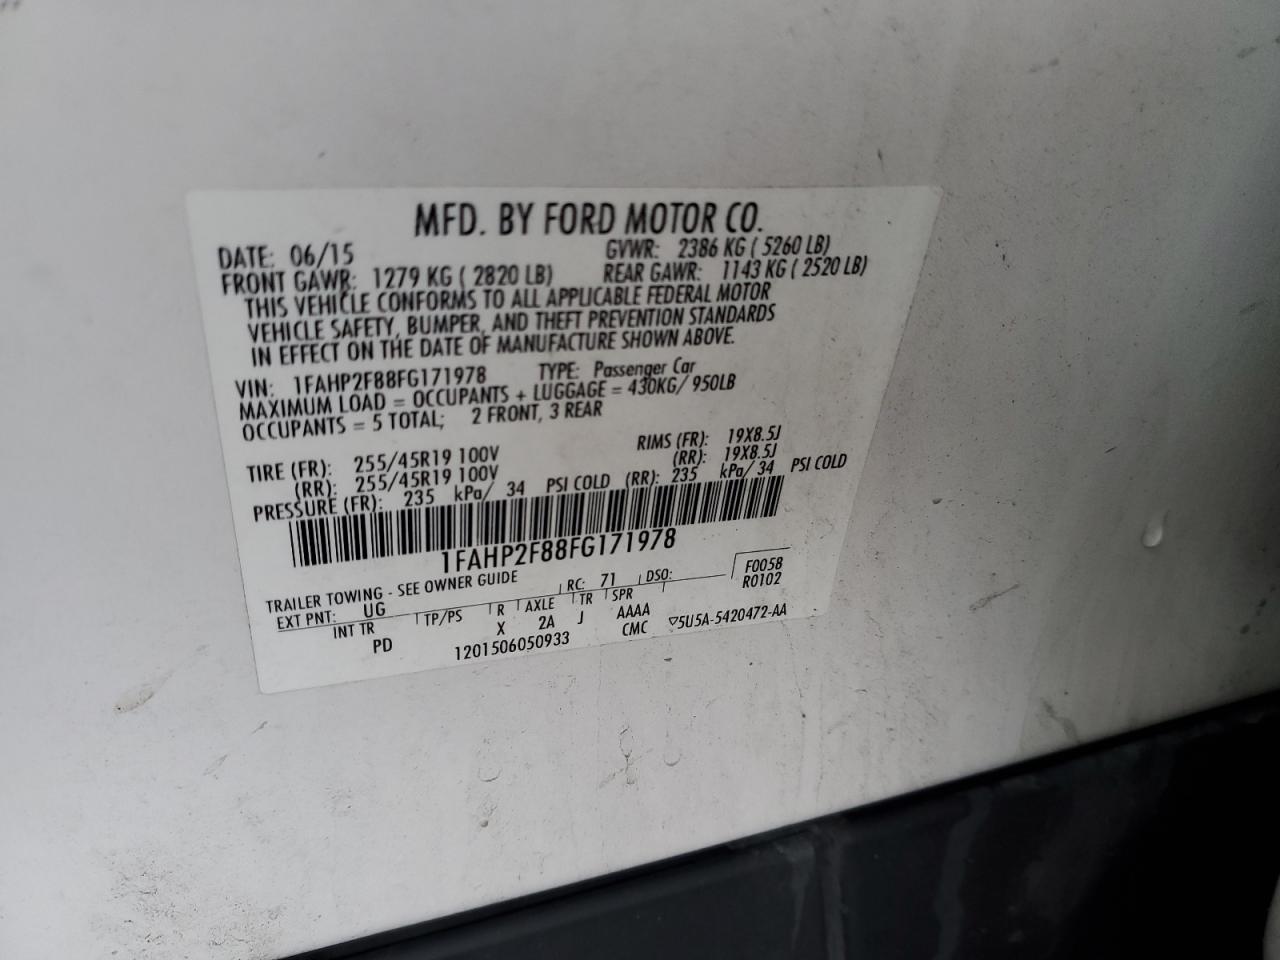 MFD. BY FORD MOTOR CO.
DATE: 06/15 GVWR: 2386 KG ( 5260 LB)
FRONT GAWR: 1279 KG ( 2820 LB) REAR GAWR: 1143 KG ( 2520 LB)
THIS VEHICLE CONFORMS TO ALL APPLICABLE FEDERAL MOTOR
VEHICLE SAFETY, BUMPER, AND THEFT PREVENTION STANDARDS
IN EFFECT ON THE DATE OF MANUFACTURE SHOWN ABOVE.
VIN: 1FAHP2F88FG171978 TYPE: Passenger Car
MAXIMUM LOAD = OCCUPANTS + LUGGAGE = 430KG/ 950LB
OCCUPANTS = 5 TOTAL; 2 FRONT, 3 REAR
TIRE (FR): 255/45R19 100V RIMS (FR): 19X8.5J
(RR): 255/45R19 100V (RR): 19X8.5J
PRESSURE (FR): 235 kPa/ 34 PSI COLD (RR): 235 kPa/ 34 PSI COLD
1FAHP2F88FG171978
TRAILER TOWING - SEE OWNER GUIDE
EXT PNT: UG RC: 71 DSO: F0058
R0102
INT TR TP/PS R AXLE TR SPR
PD X 2A J AAAA
1201506050933 CMC ▽5U5A-5420472-AA